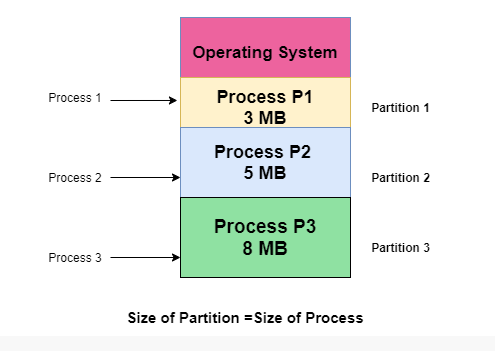 Operating System
Process 1
Process P1
3 MB
Partition 1
Process 2
Process P2
5 MB
Partition 2
Process 3
Process P3
8 MB
Partition 3
Size of Partition =Size of Process